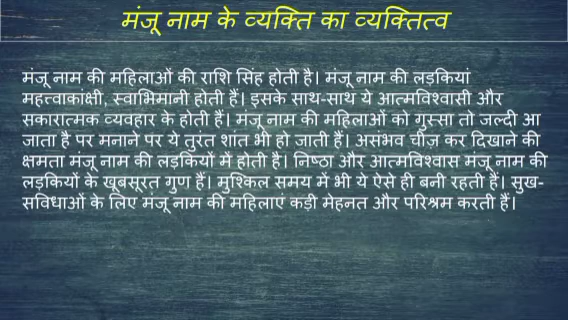 मंजू नाम के व्यक्ति का व्यक्तित्व
मंजू नाम की महिलाओं की राशि सिंह होती है। मंजू नाम की लड़कियां
महत्त्वाकांक्षी, स्वाभिमानी होती हैं। इसके साथ-साथ ये आत्मविश्वासी और
सकारात्मक व्यवहार के होती हैं। मंजू नाम की महिलाओं को गुस्सा तो जल्दी आ
जाता है पर मनाने पर ये तुरंत शांत भी हो जाती हैं। असंभव चीज़ कर दिखाने की
क्षमता मंजू नाम की लड़कियों में होती है। निष्ठा और आत्मविश्वास मंजू नाम की
लड़कियों के खूबसूरत गुण हैं। मुश्किल समय में भी ये ऐसे ही बनी रहती हैं। सुख-
सविधाओं के लिए मंजू नाम की महिलाएं कड़ी मेहनत और परिश्रम करती हैं।